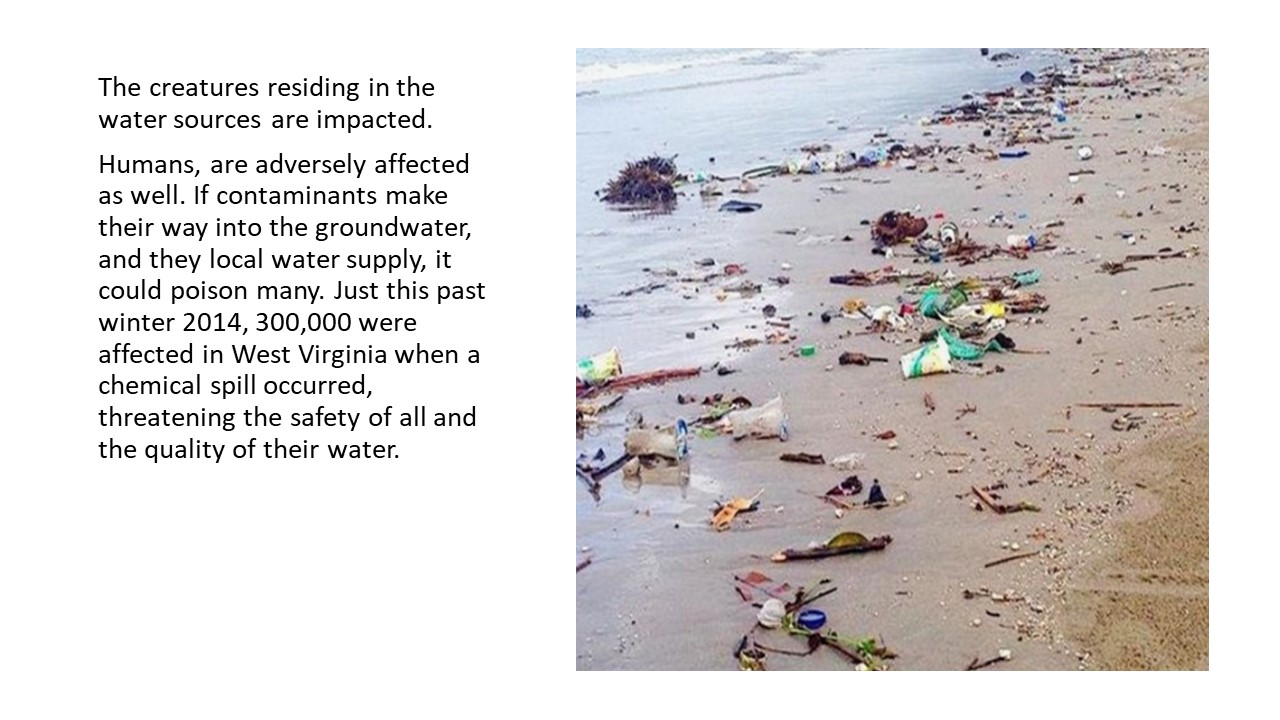 The creatures residing in the
water sources are impacted.
Humans, are adversely affected
as well. If contaminants make
their way into the groundwater,
and they local water supply, it
could poison many. Just this past
winter 2014, 300,000 were
affected in West Virginia when a
chemical spill occurred,
threatening the safety of all and
the quality of their water.